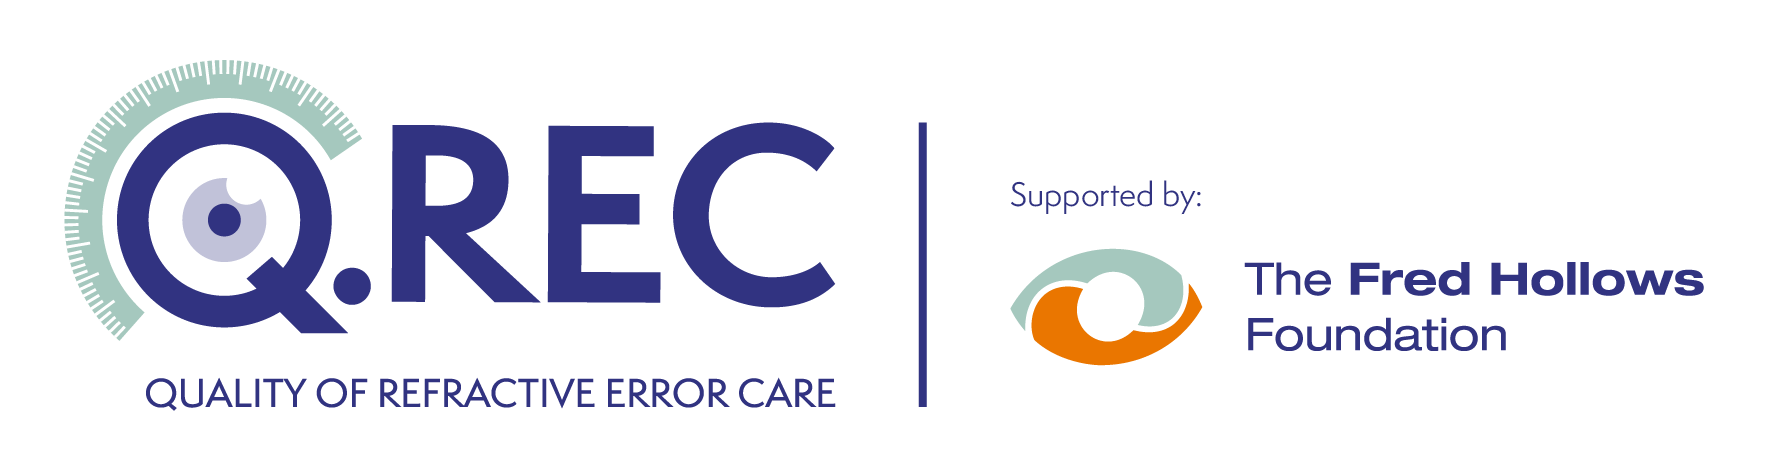 Q.REC
QUALITY OF REFRACTIVE ERROR CARE
Supported by:
The Fred Hollows
Foundation